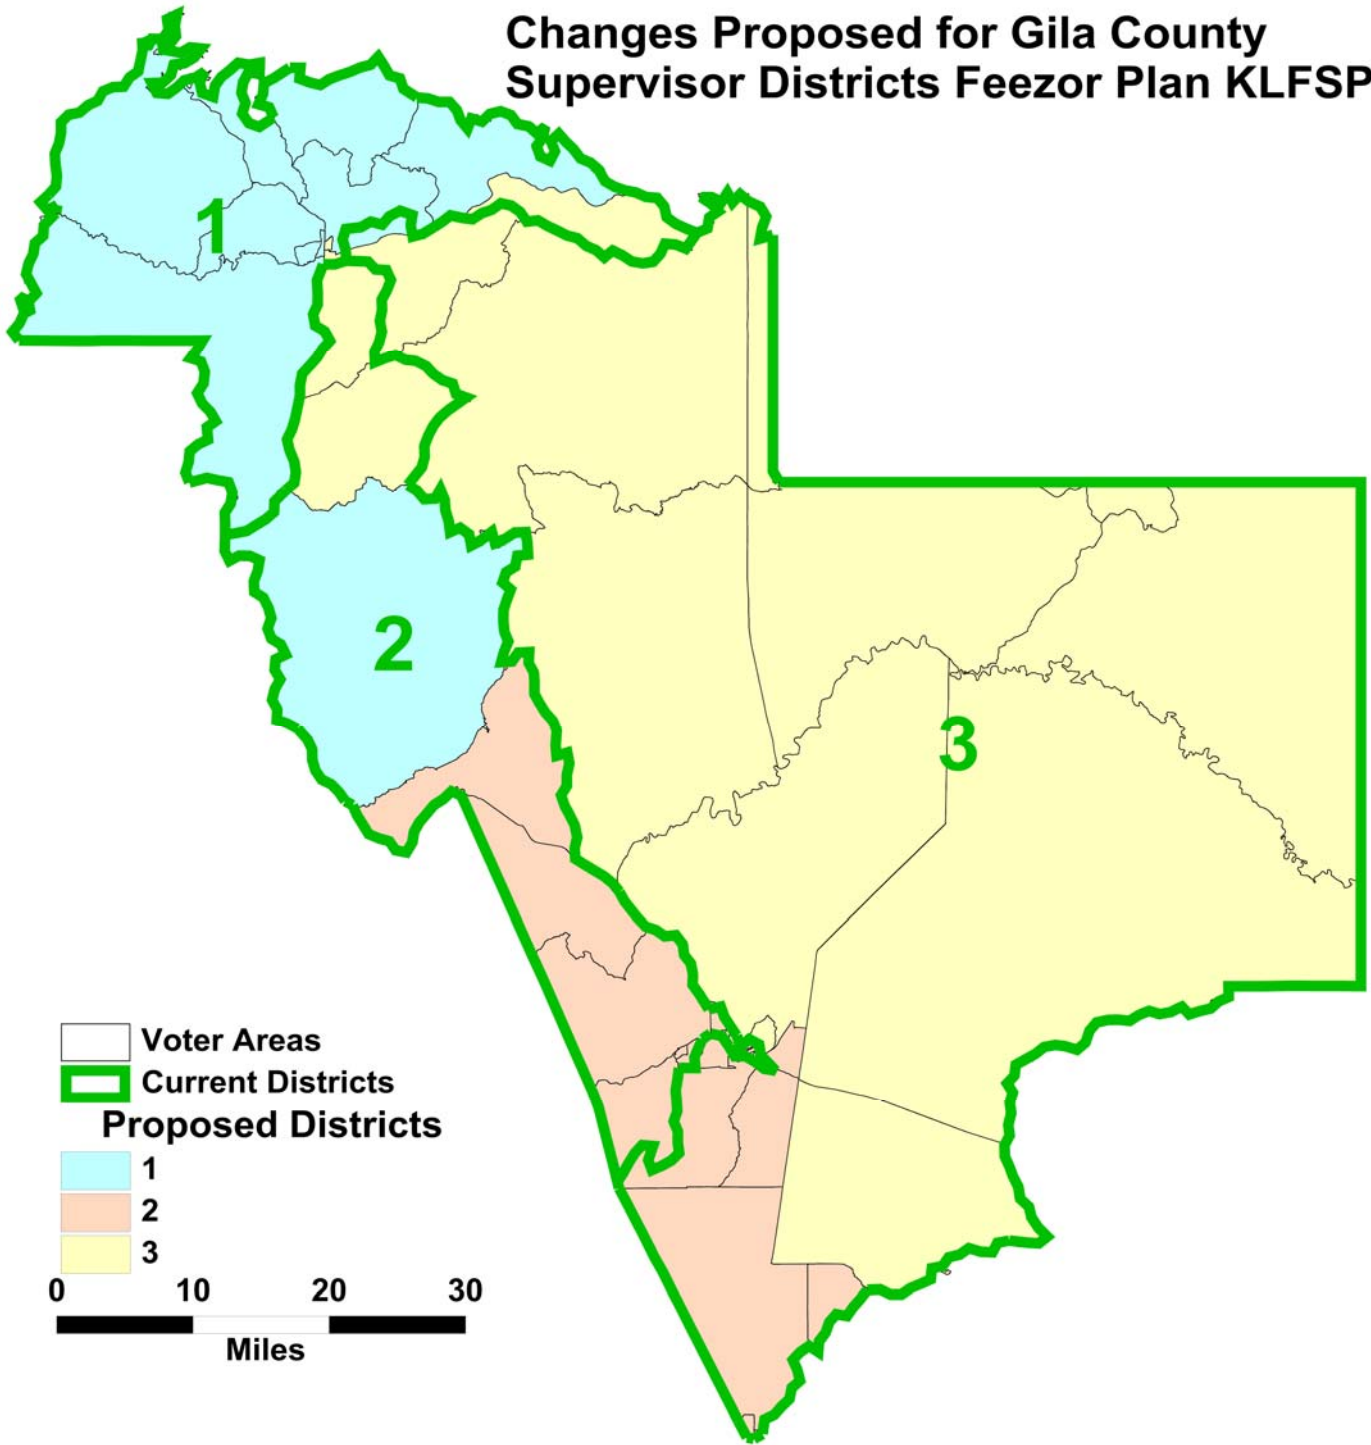 Changes Proposed for Gila County
Supervisor Districts Feezor Plan KLFSP
1
2
3
Voter Areas
Current Districts
Proposed Districts
1
2
3
0 10 20 30
Miles